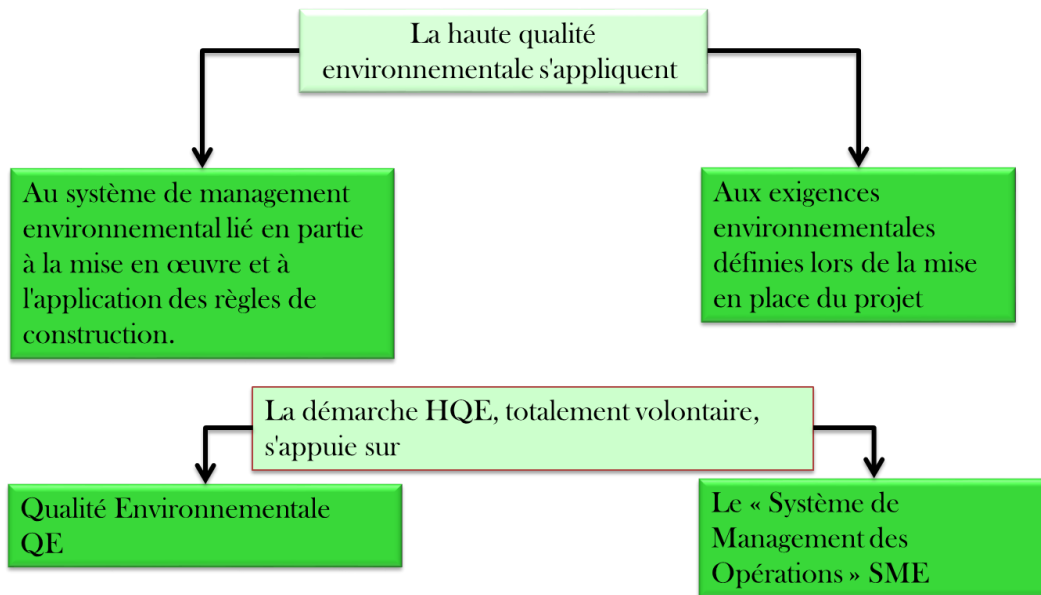 La haute qualité
environnementale s'appliquent
Au système de management
environnemental lié en partie
à la mise en œuvre et à
l'application des règles de
construction.
Aux exigences
environnementales
définies lors de la mise
en place du projet
La démarche HQE, totalement volontaire,
s'appuie sur
Qualité Environnementale
QE
Le « Système de
Management des
Opérations » SME